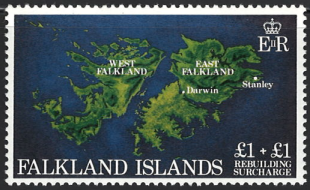 EIIR
WEST
FALKLAND
EAST
FALKLAND
Stanley
Darwin
£1 + £1
REBUILDING
SURCHARGE
FALKLAND ISLANDS